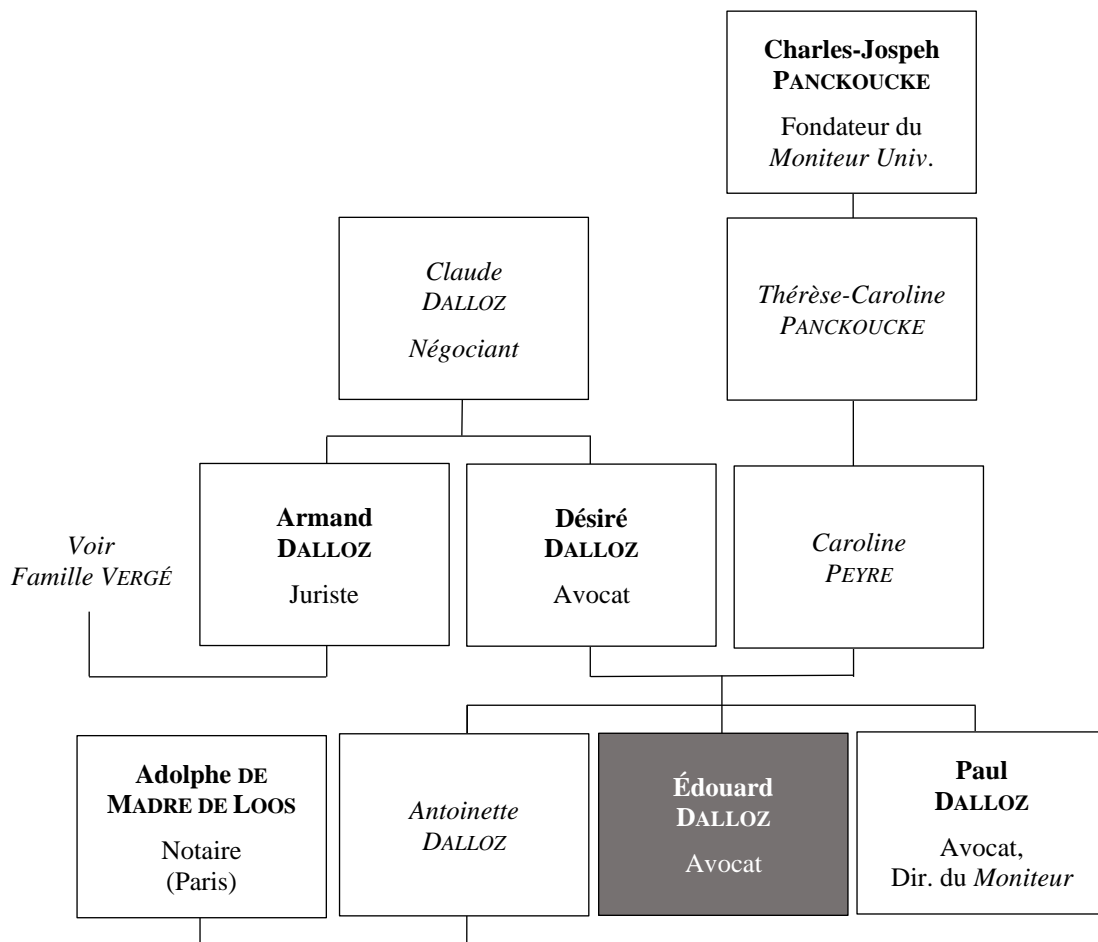 Charles-Jospeh
PANCKOUCKE
Fondateur du
Moniteur Univ.
Claude
DALLOZ
Négociant
Thérèse-Caroline
PANCKOUCKE
Voir
Famille VERGÉ
Armand
DALLOZ
Juriste
Désiré
DALLOZ
Avocat
Caroline
PEYRE
Adolphe DE
MADRE DE LOOS
Notaire
(Paris)
Antoinette
DALLOZ
Édouard
DALLOZ
Avocat
Paul
DALLOZ
Avocat,
Dir. du Moniteur